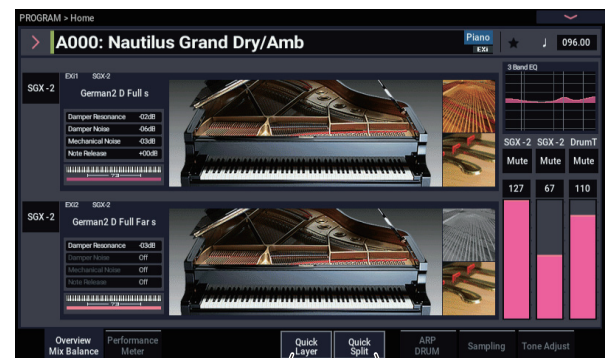 PROGRAM > Home
A000: Nautilus Grand Dry/Amb
Piano
EXi
♩ 096.00
3 Band EQ
SGX-2
EXi1 SGX-2
German2 D Full s
Damper Resonance -02dB
Damper Noise -06dB
Mechanical Noise -03dB
Note Release +00dB
73
SGX-2 SGX-2 DrumT
Mute Mute Mute
127 67 110
SGX-2
EXi2 SGX-2
German2 D Full Far s
Damper Resonance -03dB
Damper Noise Off
Mechanical Noise Off
Note Release Off
73
Overview
Mix Balance
Performance
Meter
Quick
Layer
Quick
Split
ARP
DRUM
Sampling
Tone Adjust